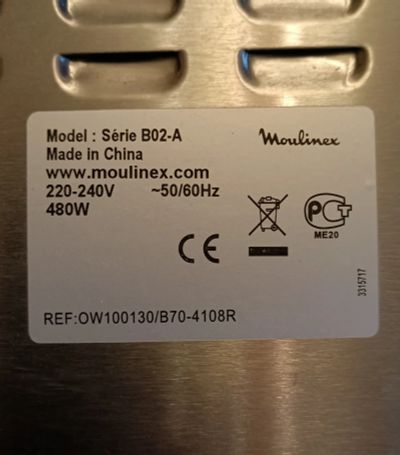 Model : Série B02-A
Moulinex
Made in China
www.moulinex.com
220-240V ~50/60Hz
480W
PCT
ME20
CE
3315717
REF:OW100130/B70-4108R